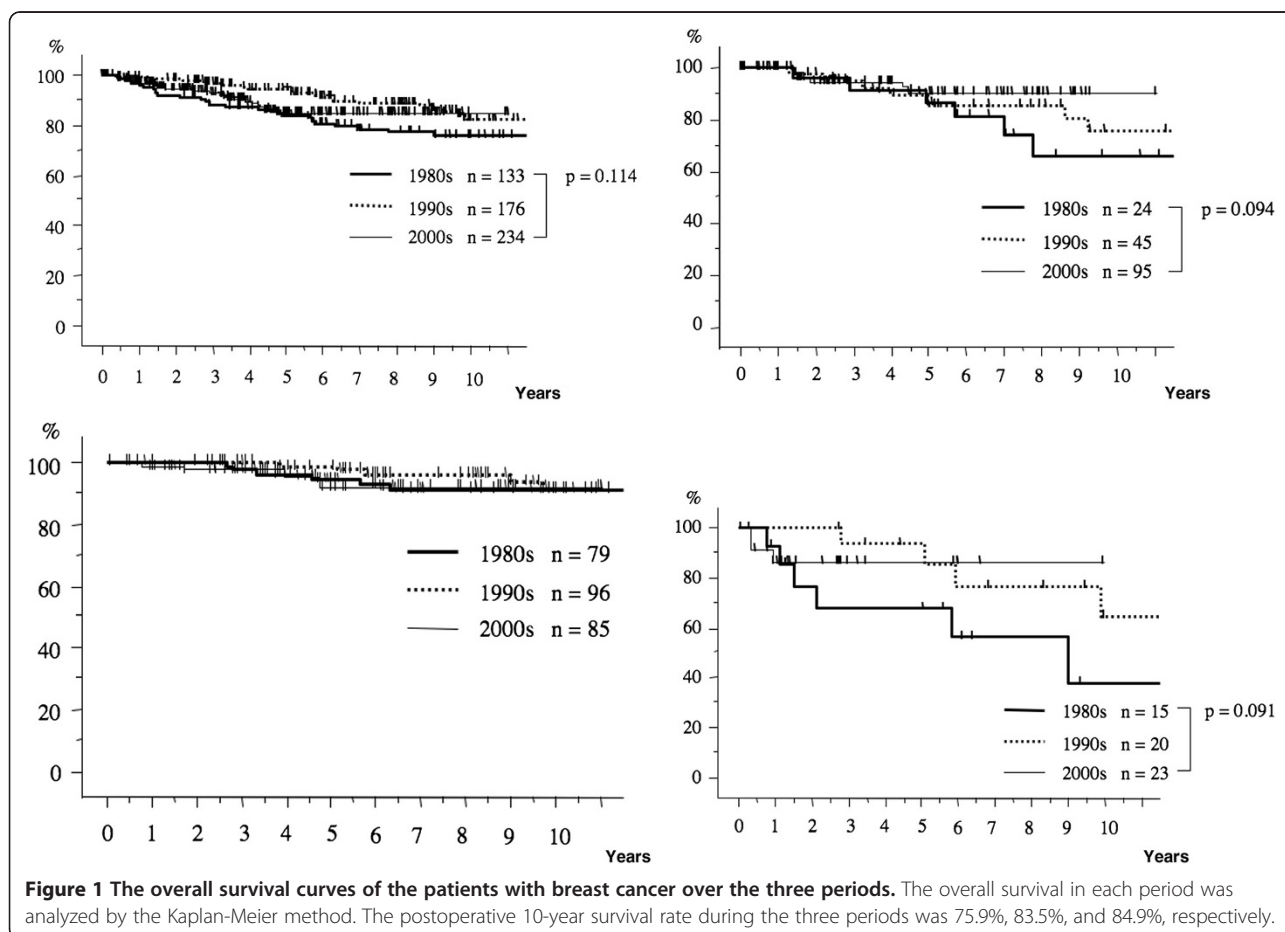 %
100
80
60
40
20
0
0 1 2 3 4 5 6 7 8 9 10
Years
1980s n = 133
1990s n = 176
2000s n = 234
p = 0.114
%
100
80
60
40
20
0
0 1 2 3 4 5 6 7 8 9 10
Years
1980s n = 24
1990s n = 45
2000s n = 95
p = 0.094
%
100
80
60
40
20
0
0 1 2 3 4 5 6 7 8 9 10
Years
1980s n = 79
1990s n = 96
2000s n = 85
%
100
80
60
40
20
0
0 1 2 3 4 5 6 7 8 9 10
Years
1980s n = 15
1990s n = 20
2000s n = 23
p = 0.091
Figure 1 The overall survival curves of the patients with breast cancer over the three periods. The overall survival in each period was
analyzed by the Kaplan-Meier method. The postoperative 10-year survival rate during the three periods was 75.9%, 83.5%, and 84.9%, respectively.